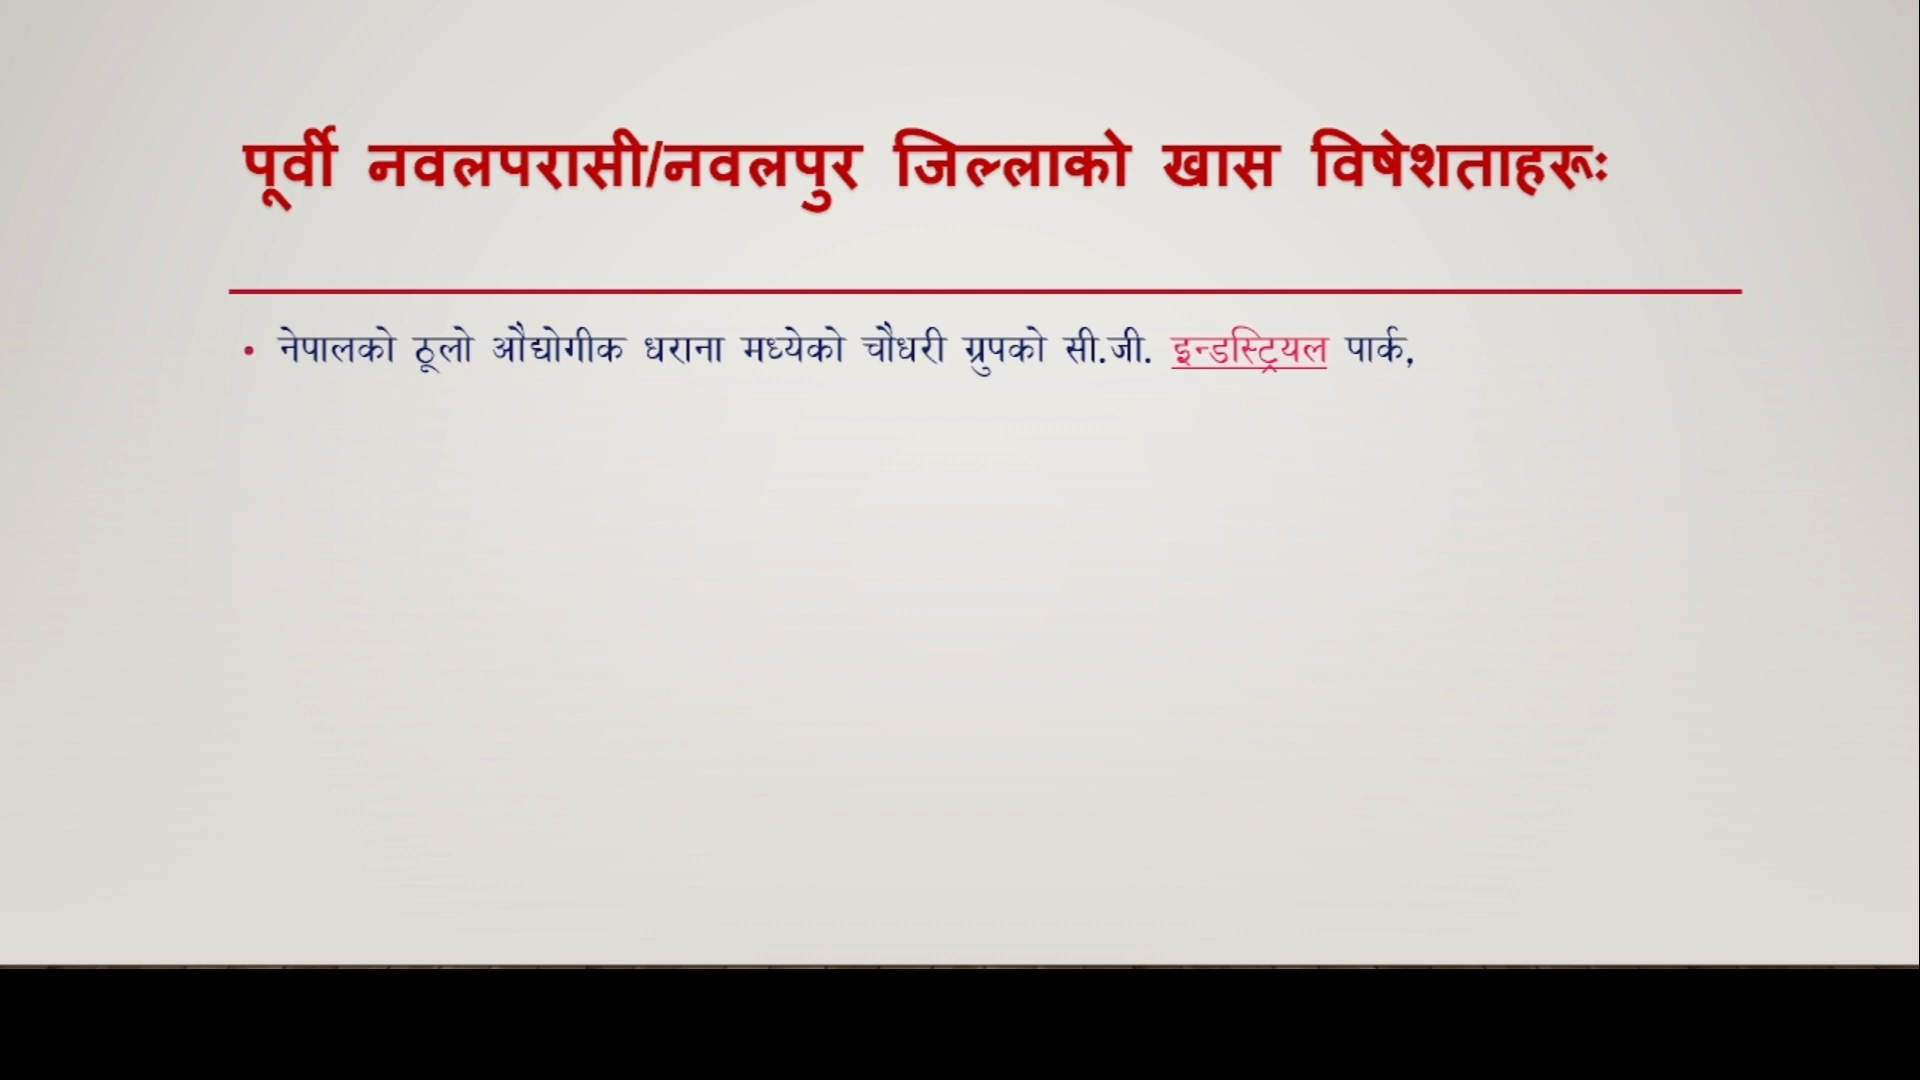 पूर्वी नवलपरासी/नवलपुर जिल्लाको खास विषेशताहरूः
• नेपालको ठूलो औद्योगीक धराना मध्येको चौधरी ग्रुपको सी.जी. इन्डस्ट्रियल पार्क,